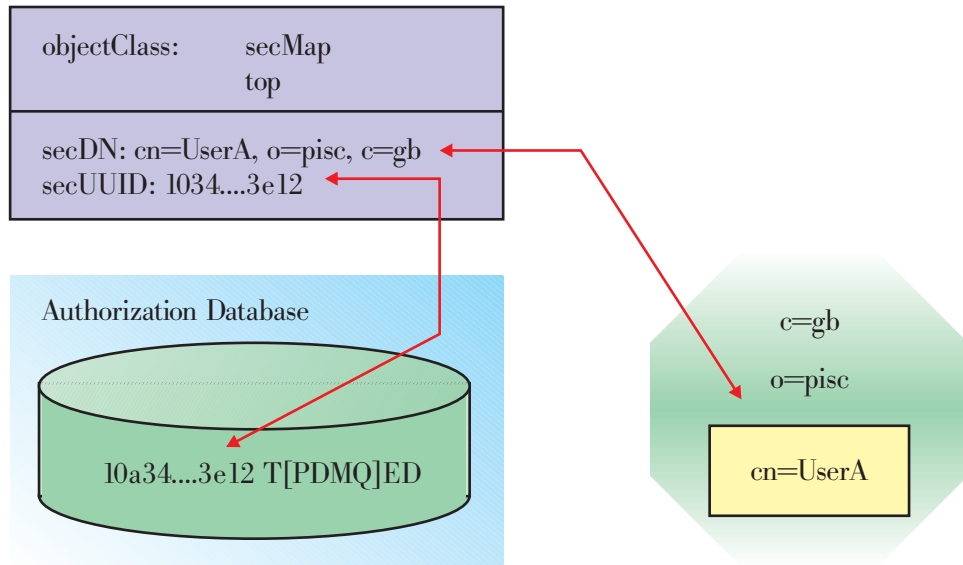 objectClass: secMap
top
secDN: cn=UserA, o=pisc, c=gb
secUUID: 1034....3e12
Authorization Database
10a34....3e12 T[PDMQ]ED
c=gb
o=pisc
cn=UserA